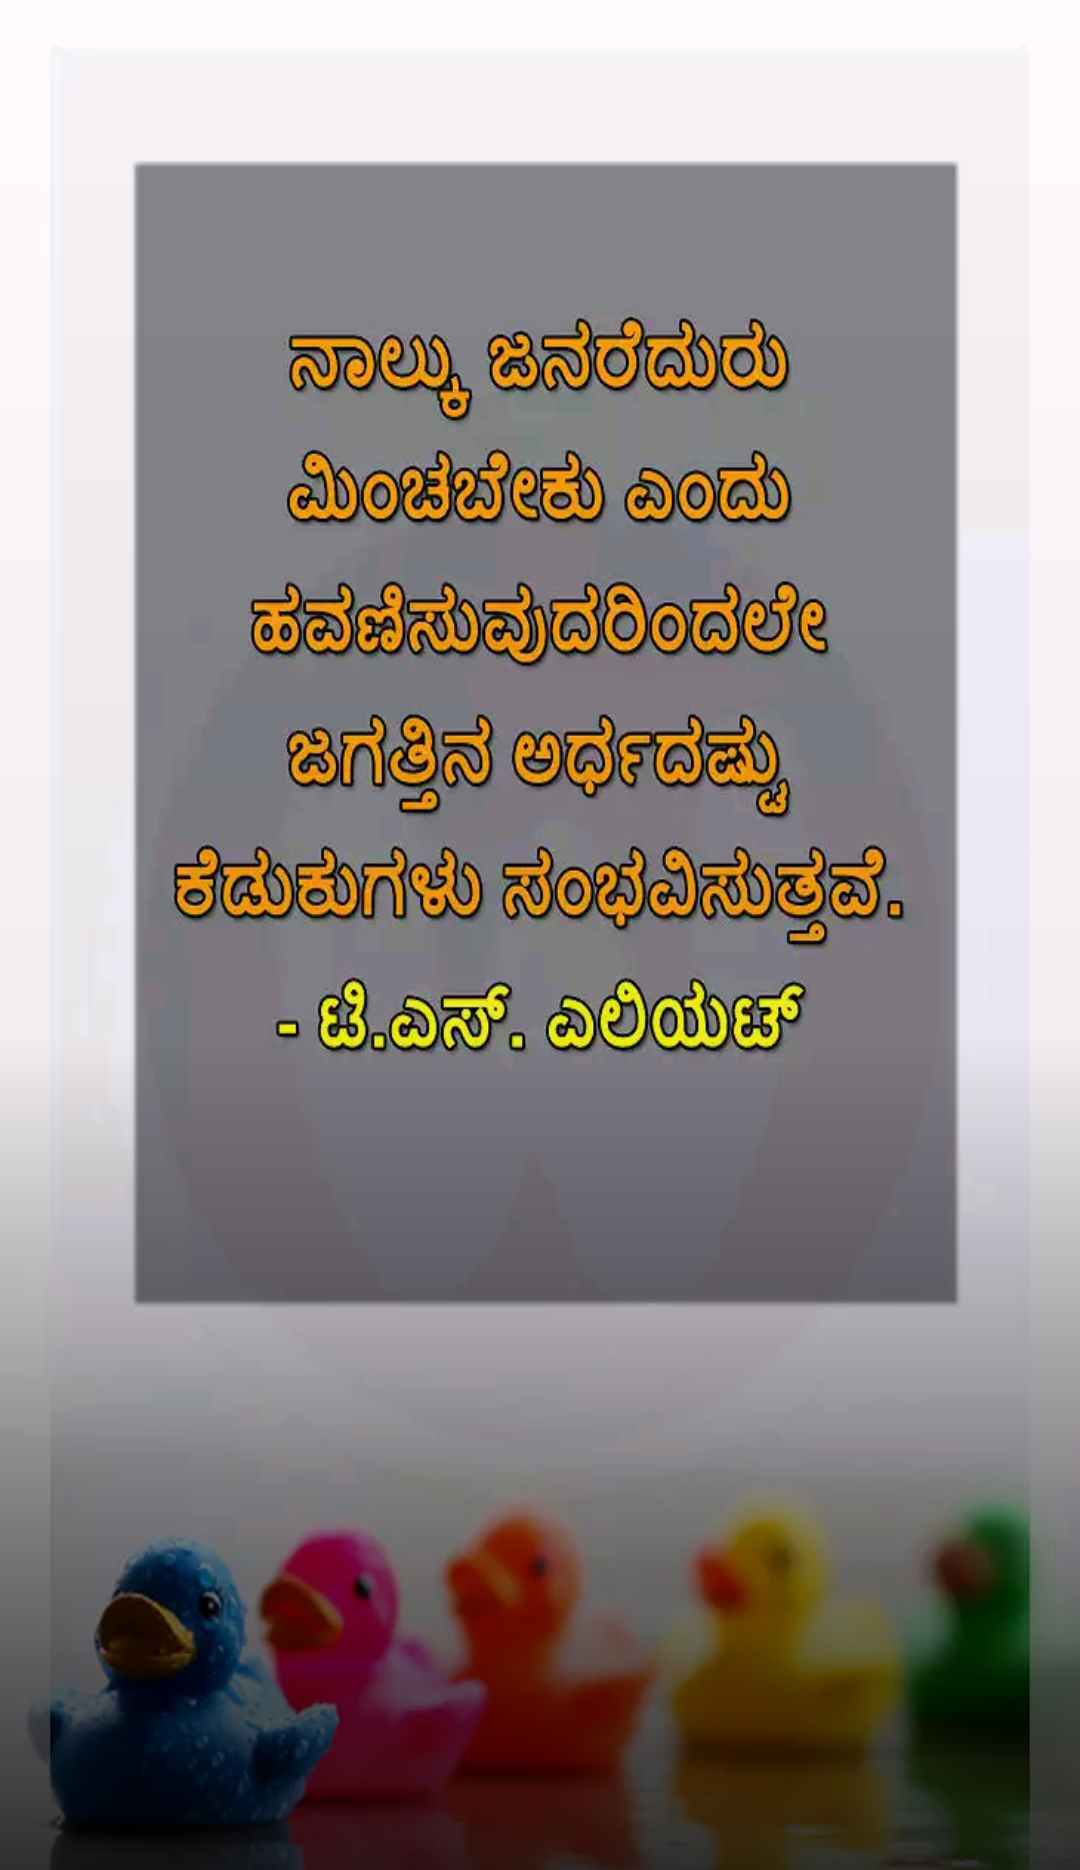 ನಾಲ್ಕು ಜನರೆದುರು
ಮಿಂಚಬೇಕು ಎಂದು
ಹವಣಿಸುವುದರಿಂದಲೇ
ಜಗತ್ತಿನ ಅರ್ಧದಷ್ಟು
ಕೆಡುಕುಗಳು ಸಂಭವಿಸುತ್ತವೆ.
- ಟಿ.ಎಸ್. ಎಲಿಯಟ್